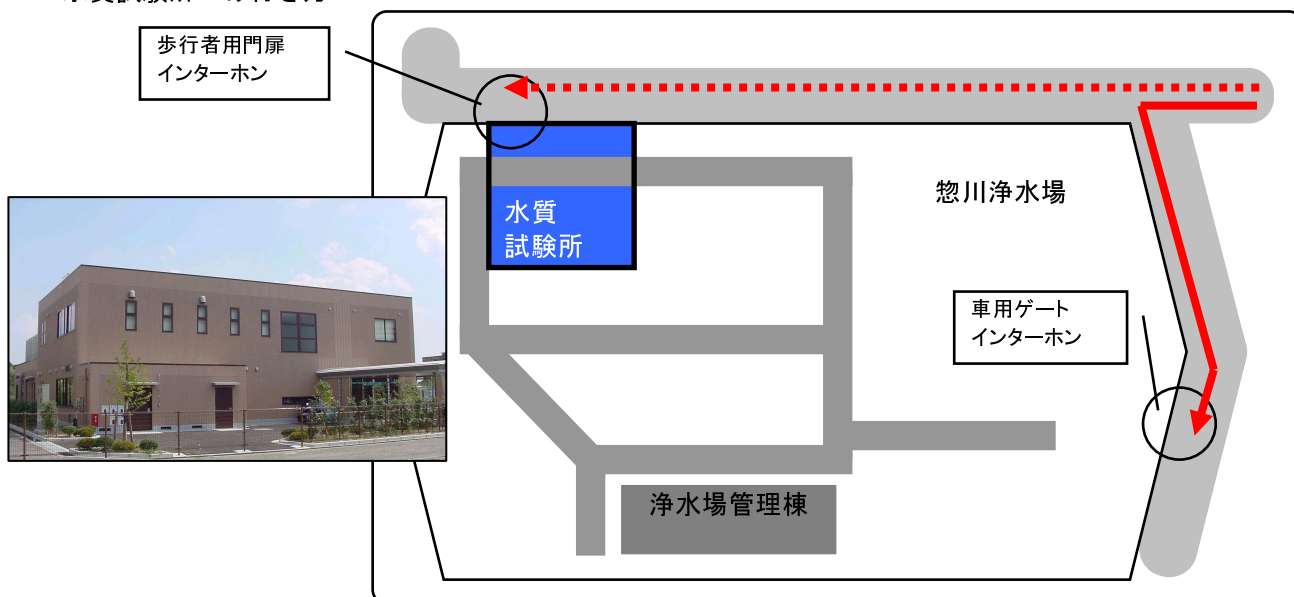 歩行者用門扉
インターホン
惣川浄水場
水質
試験所
車用ゲート
インターホン
浄水場管理棟